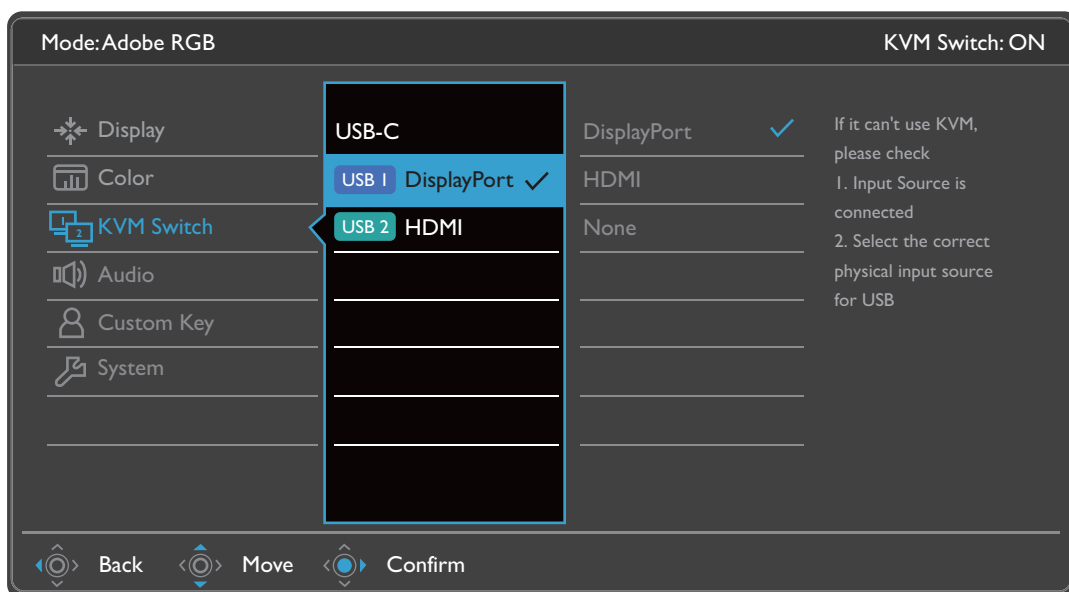 Mode: Adobe RGB
KVM Switch: ON
Display
Color
1 2 KVM Switch
Audio
Custom Key
System
USB-C
USB 1 DisplayPort
USB 2 HDMI
DisplayPort
HDMI
None
If it can't use KVM,
please check
1. Input Source is
connected
2. Select the correct
physical input source
for USB
Back
Move
Confirm